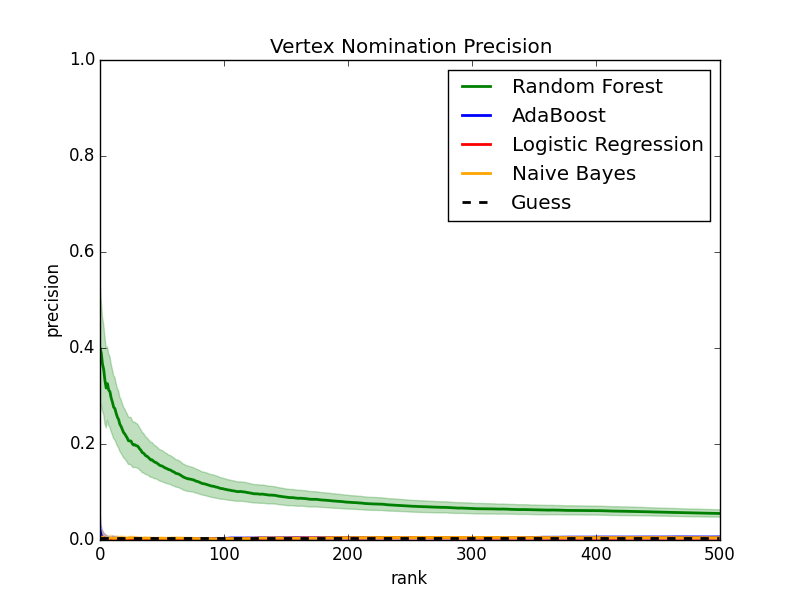 Vertex Nomination Precision
1.0
0.8
0.6
0.4
0.2
0.0
precision
Random Forest
AdaBoost
Logistic Regression
Naive Bayes
Guess
0 100 200 300 400 500
rank